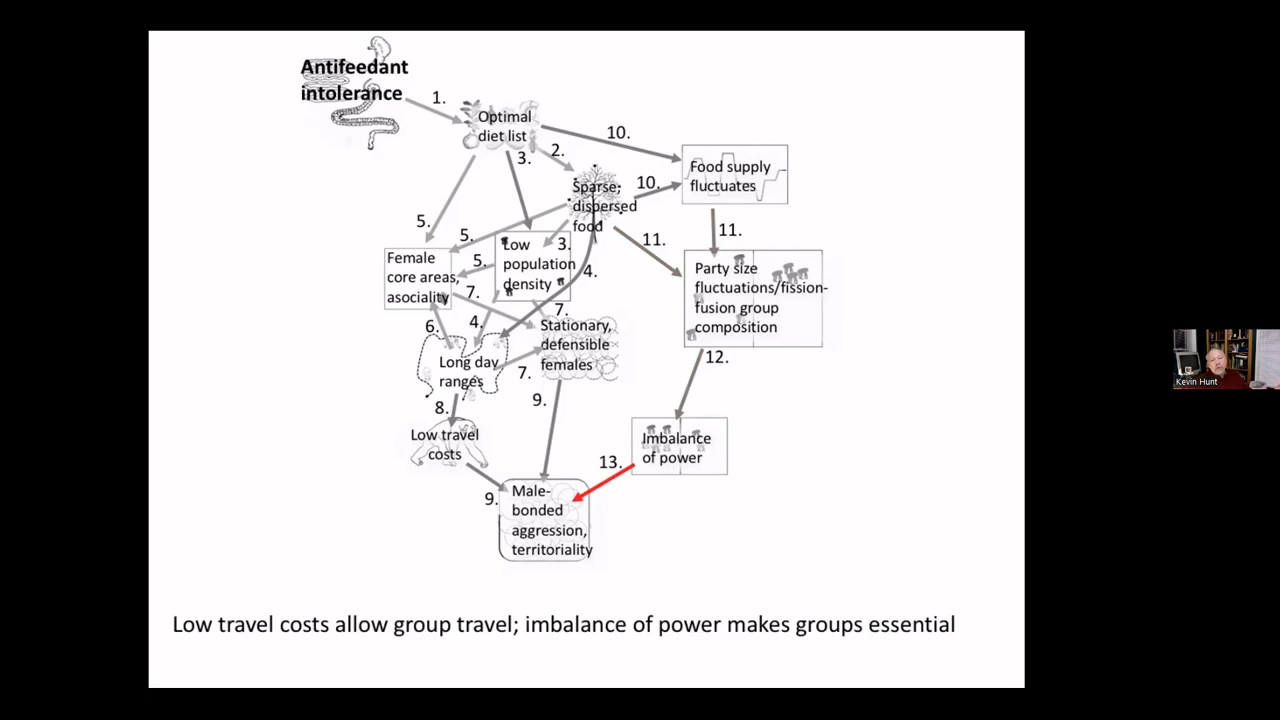 Antifeedant
intolerance
1.
Optimal
diet list
10.
2.
3.
Food supply
fluctuates
Sparse;
dispersed
food
10.
5.
5.
11.
11.
3.
Low
population
density
Female
core areas,
asociality
5.
4.
7.
Party size
fluctuations/fission-
fusion group
composition
7.
6.
4.
Stationary,
defensible
females
Long day
ranges
7.
12.
8.
9.
Low travel
costs
Imbalance
of power
13.
9.
Male-
bonded
aggression,
territoriality
Low travel costs allow group travel; imbalance of power makes groups essential
Kevin Hunt